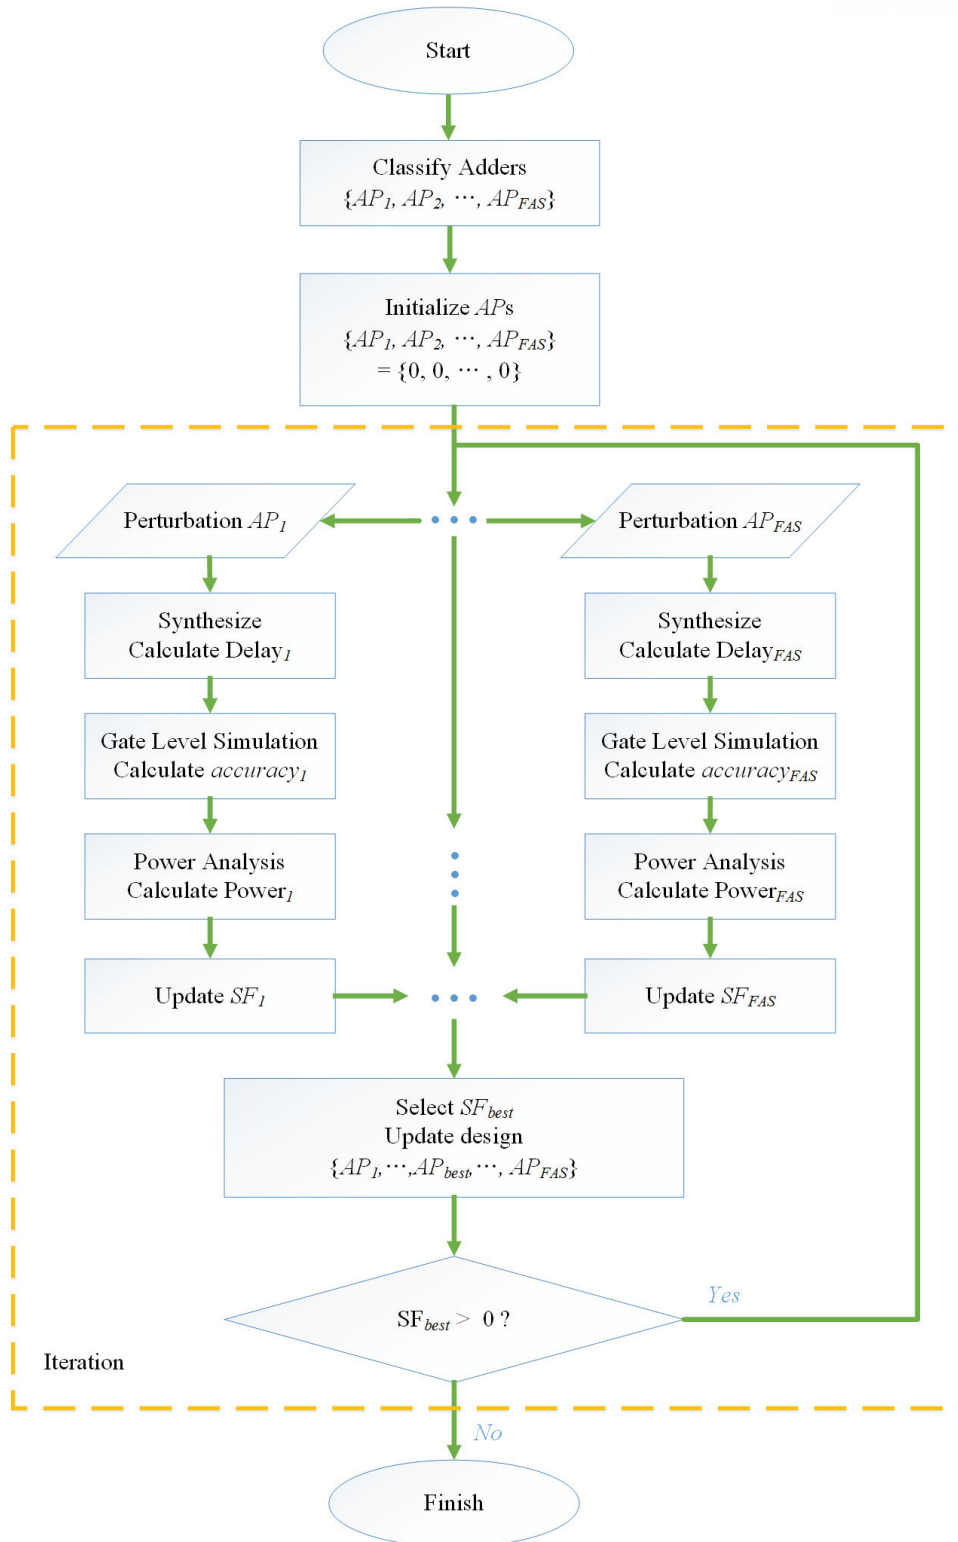 Start
Classify Adders
{AP1, AP2, ···, APFAS}
Initialize APs
{AP1, AP2, ···, APFAS}
= {0, 0, ··· , 0}
Perturbation AP1
Perturbation APFAS
Synthesize
Calculate Delay1
Synthesize
Calculate DelayFAS
Gate Level Simulation
Calculate accuracy1
Gate Level Simulation
Calculate accuracyFAS
Power Analysis
Calculate Power1
Power Analysis
Calculate PowerFAS
Update SF1
Update SFFAS
Select SFbest
Update design
{AP1,···,APbest,···, APFAS}
SFbest > 0 ?
Yes
Iteration
No
Finish